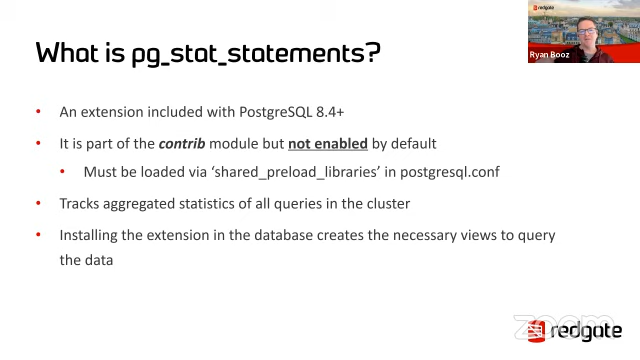 redgate
Ryan Booz
What is pg_stat_statements?
• An extension included with PostgreSQL 8.4+
• It is part of the contrib module but not enabled by default
• Must be loaded via ‘shared_preload_libraries’ in postgresql.conf
• Tracks aggregated statistics of all queries in the cluster
• Installing the extension in the database creates the necessary views to query
the data
zoom
redgate